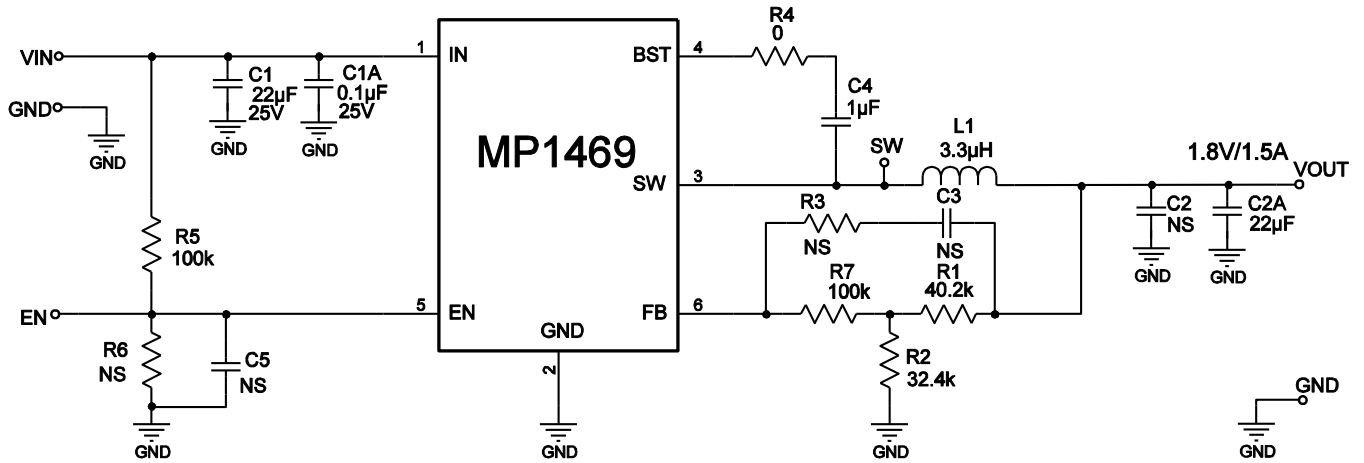 VIN
GND
GND
C1
22µF
25V
GND
C1A
0.1µF
25V
GND
R5
100k
EN
R6
NS
C5
NS
GND
1
IN
5
EN
MP1469
GND
2
GND
BST
4
SW
3
FB
6
R4
0
C4
1µF
SW
L1
3.3µH
R3
NS
C3
NS
R7
100k
R1
40.2k
R2
32.4k
GND
1.8V/1.5A
VOUT
C2
NS
GND
C2A
22µF
GND
GND
GND